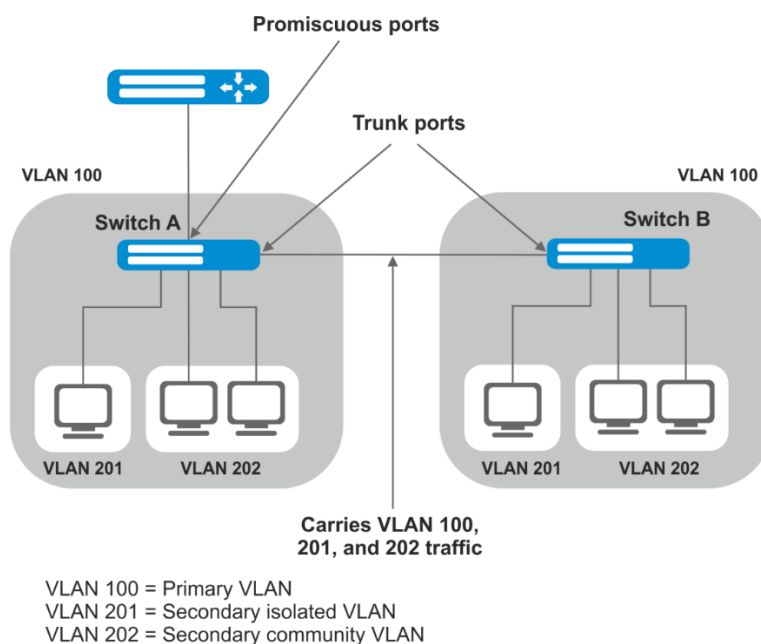 Promiscuous ports
Trunk ports
VLAN 100
VLAN 100
Switch A
Switch B
VLAN 201
VLAN 202
VLAN 201
VLAN 202
Carries VLAN 100,
201, and 202 traffic
VLAN 100 = Primary VLAN
VLAN 201 = Secondary isolated VLAN
VLAN 202 = Secondary community VLAN